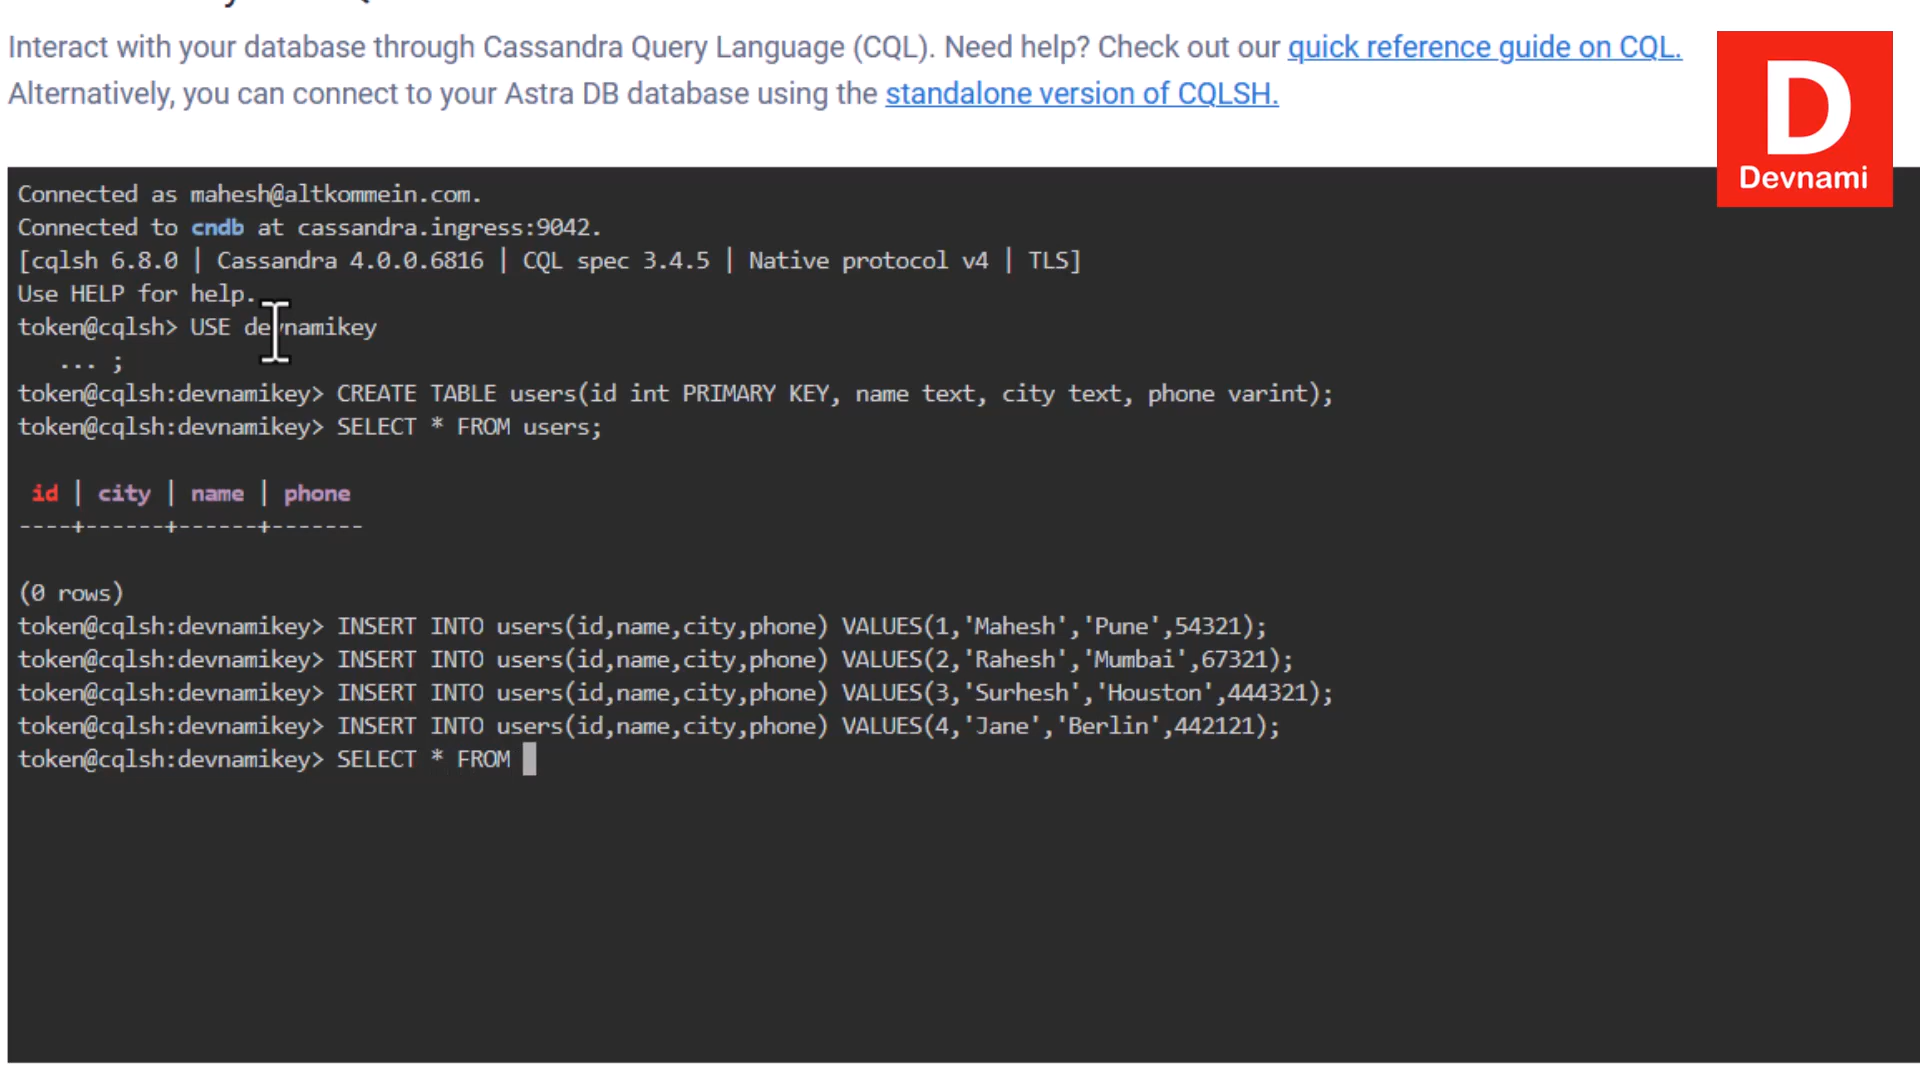 Interact with your database through Cassandra Query Language (CQL). Need help? Check out our quick reference guide on CQL.
Alternatively, you can connect to your Astra DB database using the standalone version of CQLSH.
D
Devnami
Connected as mahesh@altkommein.com.
Connected to cndb at cassandra.ingress:9042.
[cqlsh 6.8.0 | Cassandra 4.0.0.6816 | CQL spec 3.4.5 | Native protocol v4 | TLS]
Use HELP for help.
token@cqlsh> USE devnamikey
... ;
token@cqlsh:devnamikey> CREATE TABLE users(id int PRIMARY KEY, name text, city text, phone varint);
token@cqlsh:devnamikey> SELECT * FROM users;
id | city | name | phone
----+------+------+-------
(0 rows)
token@cqlsh:devnamikey> INSERT INTO users(id,name,city,phone) VALUES(1,'Mahesh','Pune',54321);
token@cqlsh:devnamikey> INSERT INTO users(id,name,city,phone) VALUES(2,'Rahesh','Mumbai',67321);
token@cqlsh:devnamikey> INSERT INTO users(id,name,city,phone) VALUES(3,'Surhesh','Houston',444321);
token@cqlsh:devnamikey> INSERT INTO users(id,name,city,phone) VALUES(4,'Jane','Berlin',442121);
token@cqlsh:devnamikey> SELECT * FROM